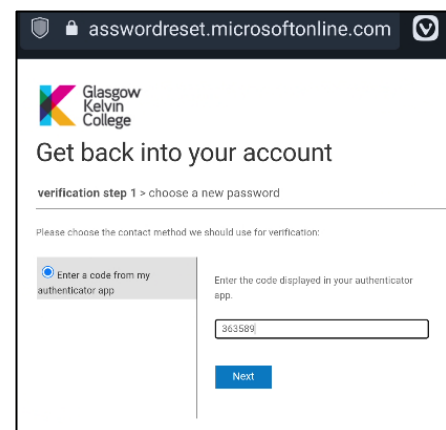 asswordreset.microsoftonline.com
Glasgow
Kelvin
College
Get back into your account
verification step 1 > choose a new password
Please choose the contact method we should use for verification:
Enter a code from my
authenticator app
Enter the code displayed in your authenticator
app.
363589
Next